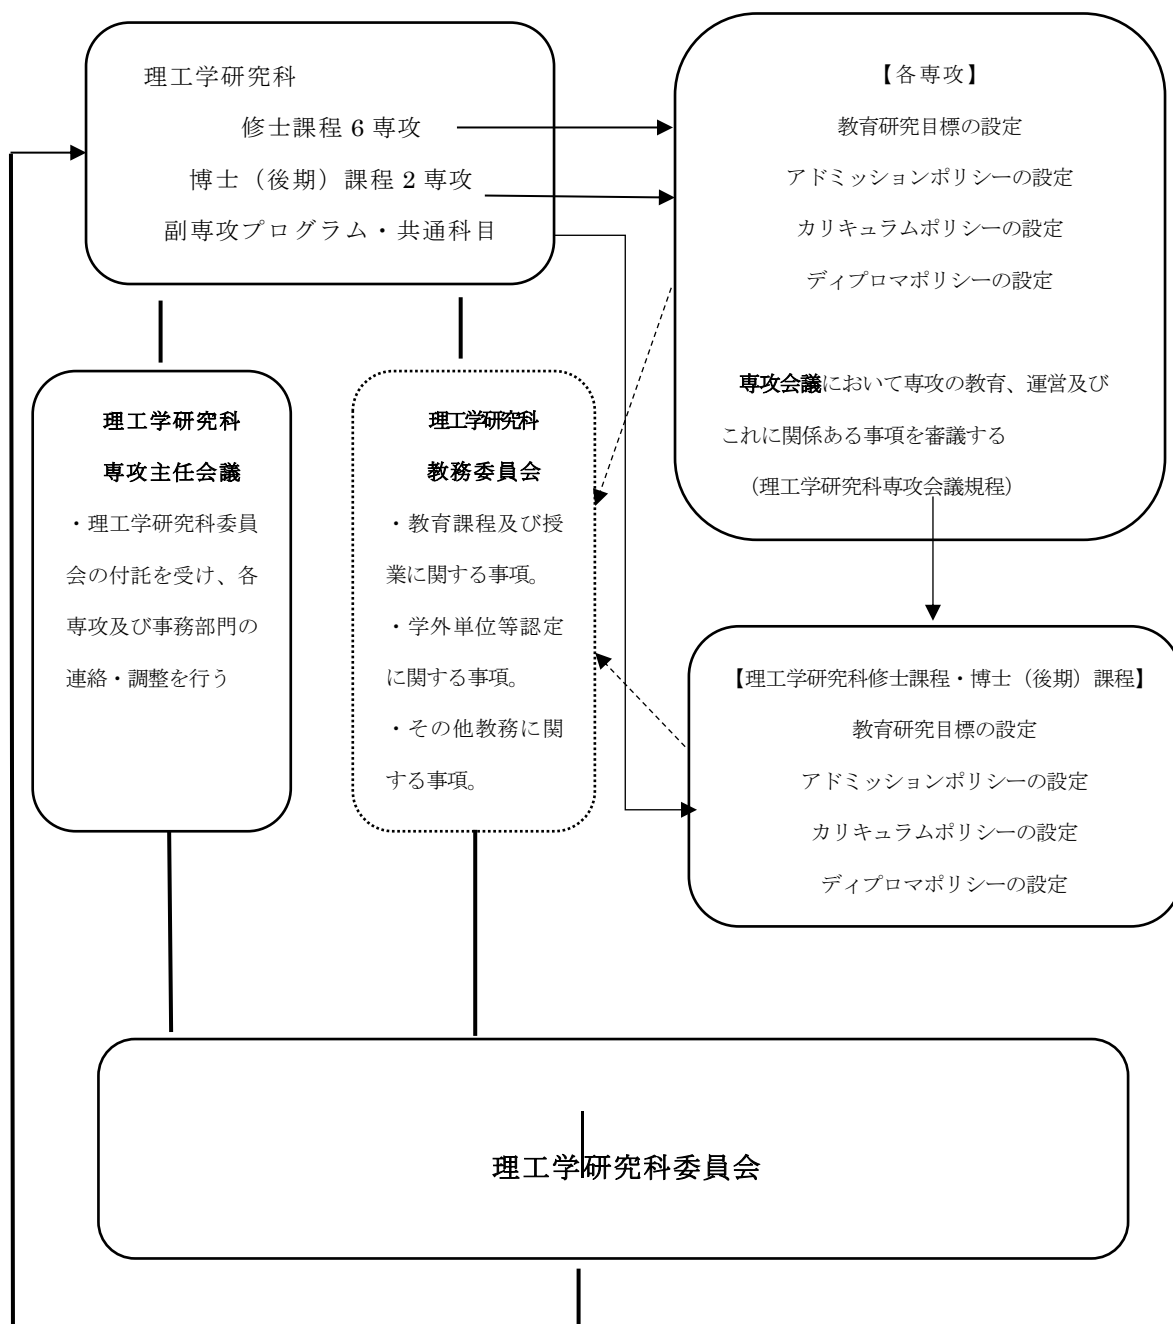 理工学研究科
修士課程 6 専攻
博士（後期）課程 2 専攻
副専攻プログラム・共通科目
【各専攻】
教育研究目標の設定
アドミッションポリシーの設定
カリキュラムポリシーの設定
ディプロマポリシーの設定
専攻会議において専攻の教育、運営及び
これに関係ある事項を審議する
（理工学研究科専攻会議規程）
理工学研究科
専攻主任会議
・理工学研究科委員
会の付託を受け、各
専攻及び事務部門の
連絡・調整を行う
理工学研究科
教務委員会
・教育課程及び授
業に関する事項。
・学外単位等認定
に関する事項。
・その他教務に関
する事項。
【理工学研究科修士課程・博士（後期）課程】
教育研究目標の設定
アドミッションポリシーの設定
カリキュラムポリシーの設定
ディプロマポリシーの設定
理工学研究科委員会